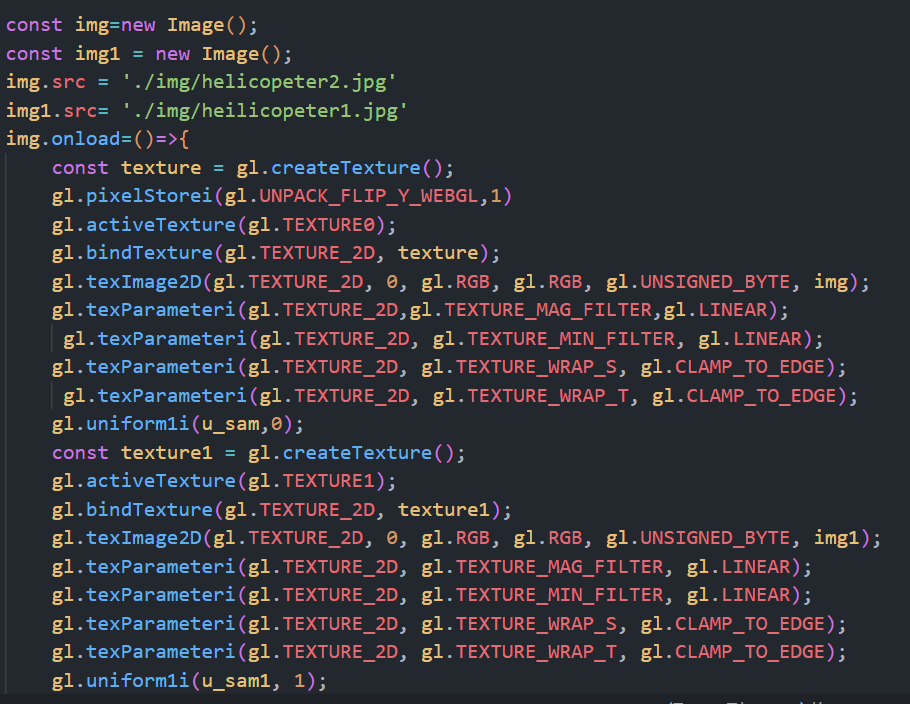 const img=new Image();
const img1 = new Image();
img.src = './img/helicopeter2.jpg'
img1.src= './img/heilicopeter1.jpg'
img.onload=()=>{
    const texture = gl.createTexture();
    gl.pixelStorei(gl.UNPACK_FLIP_Y_WEBGL,1)
    gl.activeTexture(gl.TEXTURE0);
    gl.bindTexture(gl.TEXTURE_2D, texture);
    gl.texImage2D(gl.TEXTURE_2D, 0, gl.RGB, gl.RGB, gl.UNSIGNED_BYTE, img);
    gl.texParameteri(gl.TEXTURE_2D,gl.TEXTURE_MAG_FILTER,gl.LINEAR);
     gl.texParameteri(gl.TEXTURE_2D, gl.TEXTURE_MIN_FILTER, gl.LINEAR);
    gl.texParameteri(gl.TEXTURE_2D, gl.TEXTURE_WRAP_S, gl.CLAMP_TO_EDGE);
     gl.texParameteri(gl.TEXTURE_2D, gl.TEXTURE_WRAP_T, gl.CLAMP_TO_EDGE);
    gl.uniform1i(u_sam,0);
    const texture1 = gl.createTexture();
    gl.activeTexture(gl.TEXTURE1);
    gl.bindTexture(gl.TEXTURE_2D, texture1);
    gl.texImage2D(gl.TEXTURE_2D, 0, gl.RGB, gl.RGB, gl.UNSIGNED_BYTE, img1);
    gl.texParameteri(gl.TEXTURE_2D, gl.TEXTURE_MAG_FILTER, gl.LINEAR);
    gl.texParameteri(gl.TEXTURE_2D, gl.TEXTURE_MIN_FILTER, gl.LINEAR);
    gl.texParameteri(gl.TEXTURE_2D, gl.TEXTURE_WRAP_S, gl.CLAMP_TO_EDGE);
    gl.texParameteri(gl.TEXTURE_2D, gl.TEXTURE_WRAP_T, gl.CLAMP_TO_EDGE);
    gl.uniform1i(u_sam1, 1);